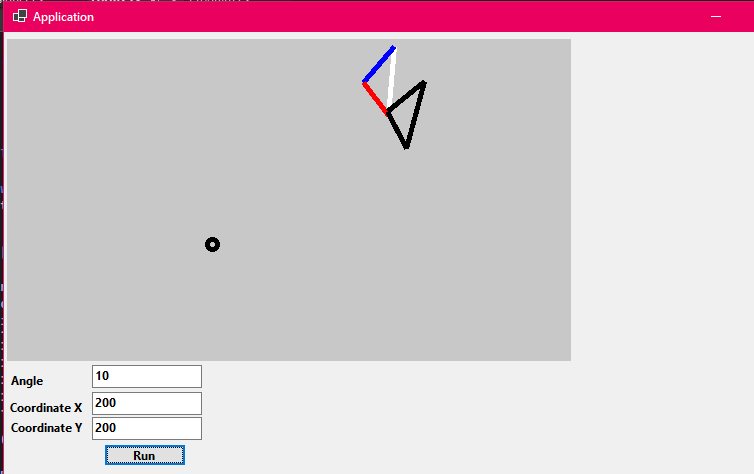 Application
Angle 10
Coordinate X 200
Coordinate Y 200
Run